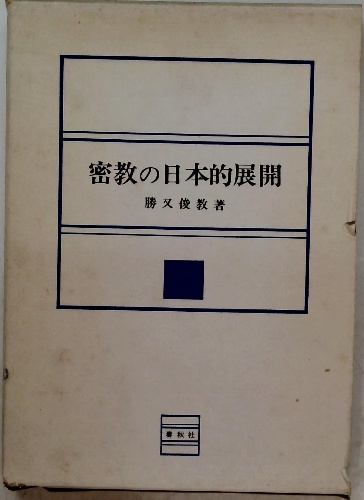 密教の日本的展開
勝又俊教著
春秋社